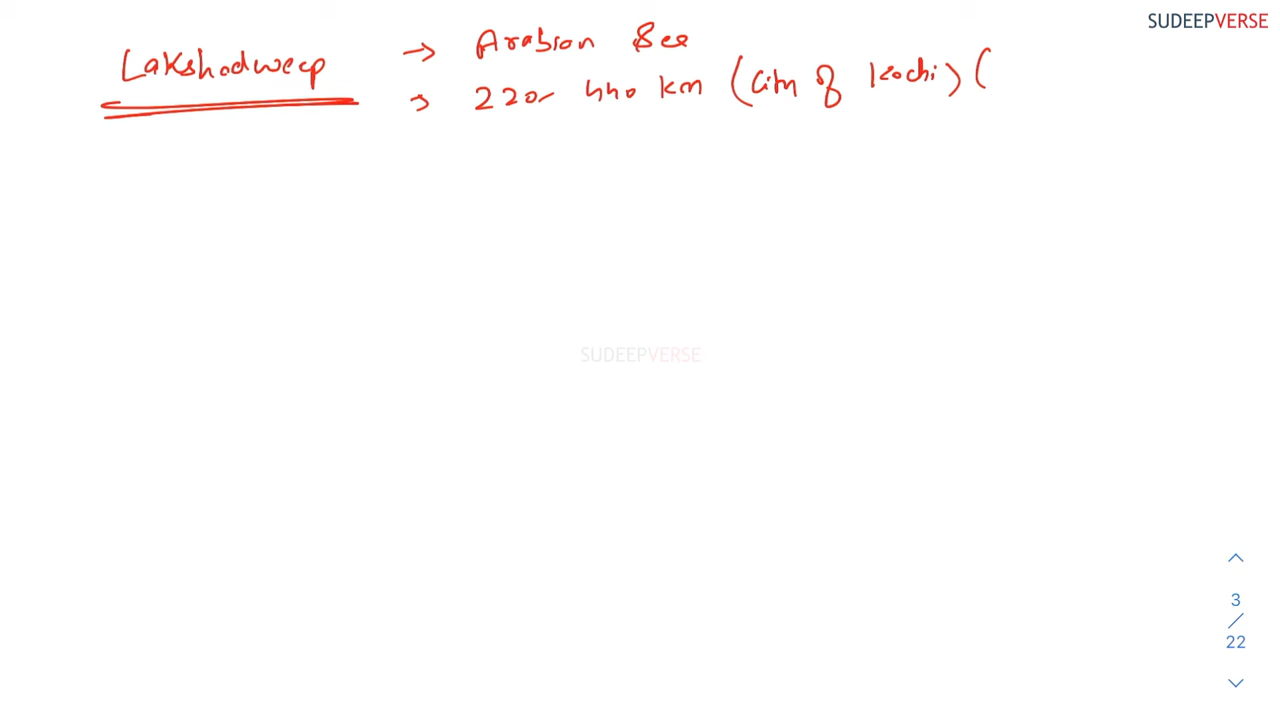 SUDEEPVERSE
Lakshadweep → Arabian Sea
→ 220 - 440 km (City of Kochi) (
SUDEEPVERSE
3
/
22